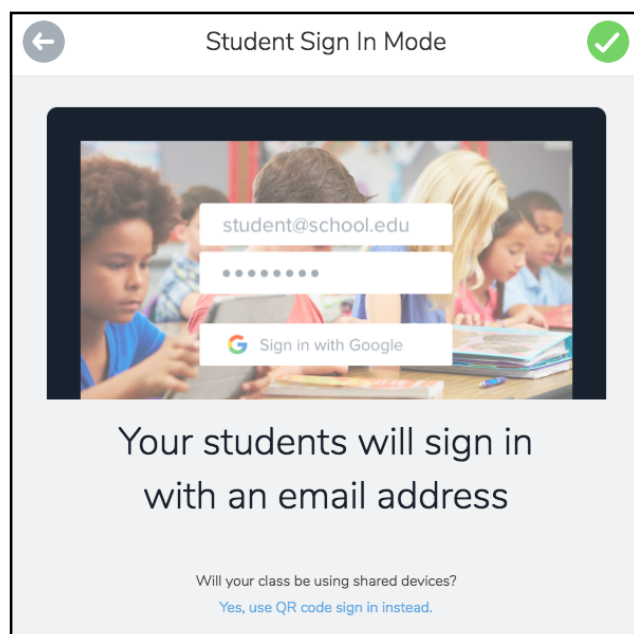 Student Sign In Mode
student@school.edu
Sign in with Google
Your students will sign in
with an email address
Will your class be using shared devices?
Yes, use QR code sign in instead.